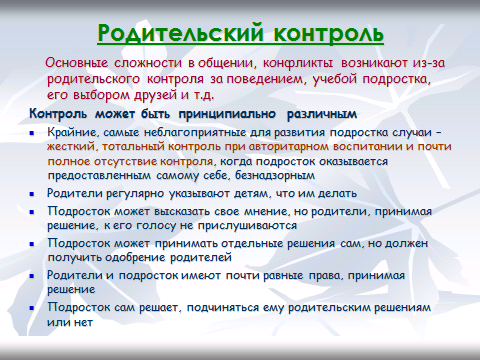 Родительский контроль
Основные сложности в общении, конфликты возникают из-за
родительского контроля за поведением, учебой подростка,
его выбором друзей и т.д.
Контроль может быть принципиально различным
Крайние, самые неблагоприятные для развития подростка случаи –
жесткий, тотальный контроль при авторитарном воспитании и почти
полное отсутствие контроля, когда подросток оказывается
предоставленным самому себе, безнадзорным
Родители регулярно указывают детям, что им делать
Подросток может высказать свое мнение, но родители, принимая
решение, к его голосу не прислушиваются
Подросток может принимать отдельные решения сам, но должен
получить одобрение родителей
Родители и подросток имеют почти равные права, принимая
решение
Подросток сам решает, подчиняться ему родительским решениям
или нет